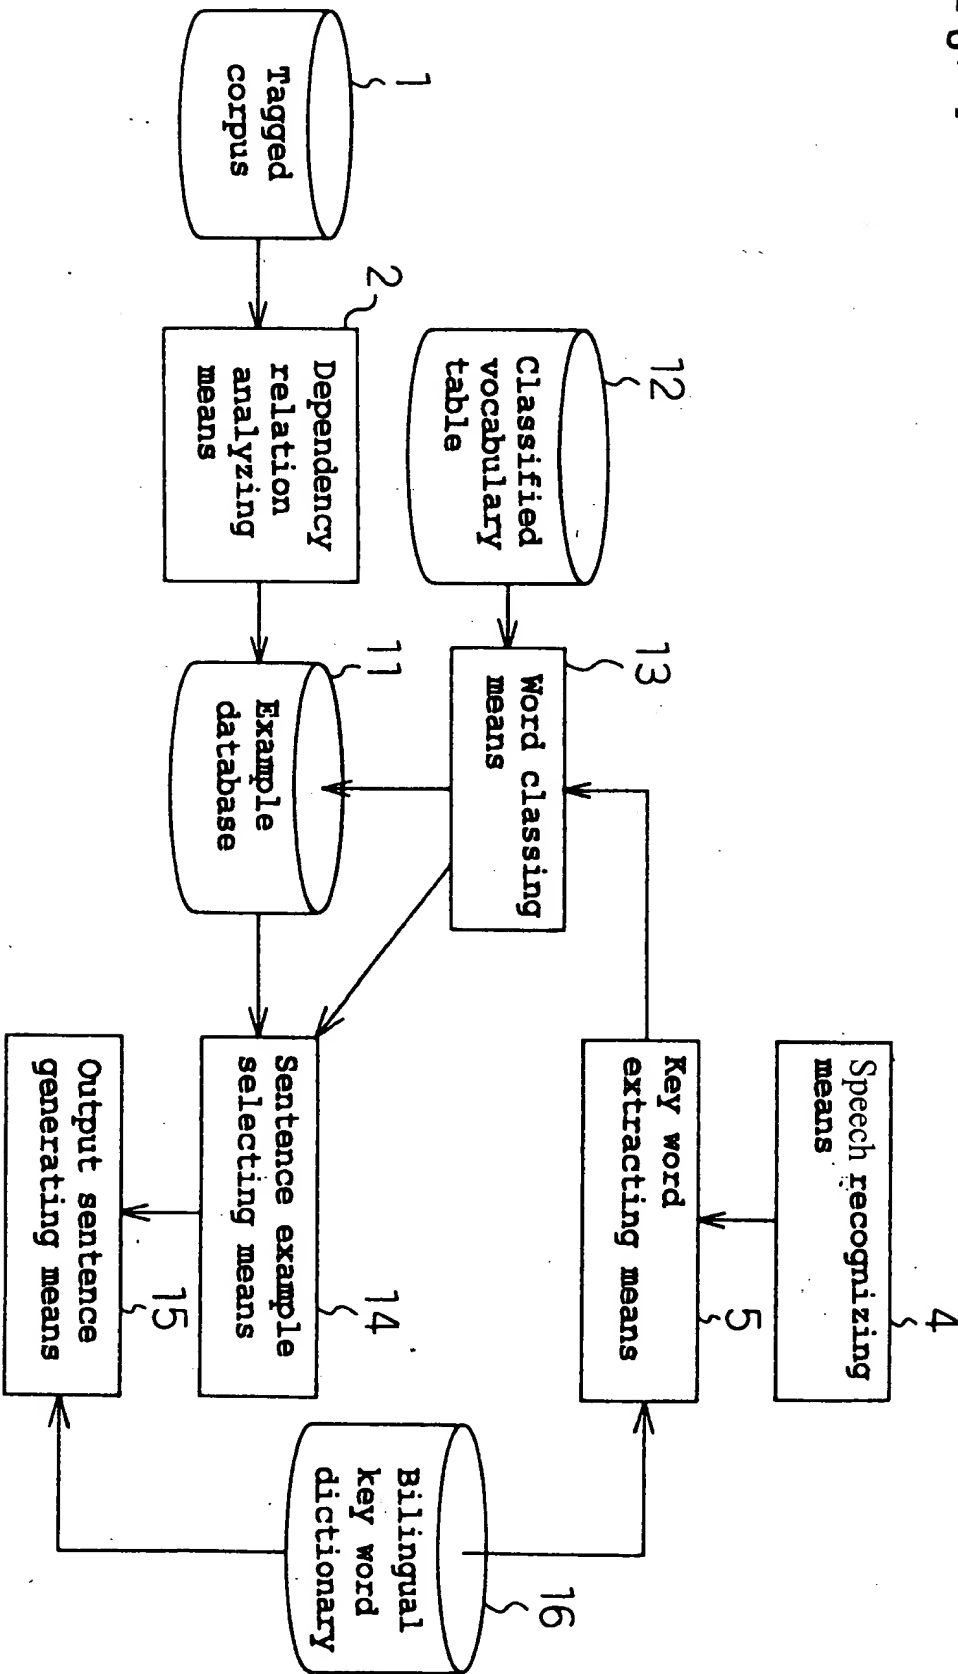 1
Tagged
corpus
2
Dependency
relation
analyzing
means
12
Classified
vocabulary
table
13
Word classing
means
11
Example
database
4
Speech recognizing
means
5
Key word
extracting means
14
Sentence example
selecting means
15
Output sentence
generating means
16
Bilingual
key word
dictionary